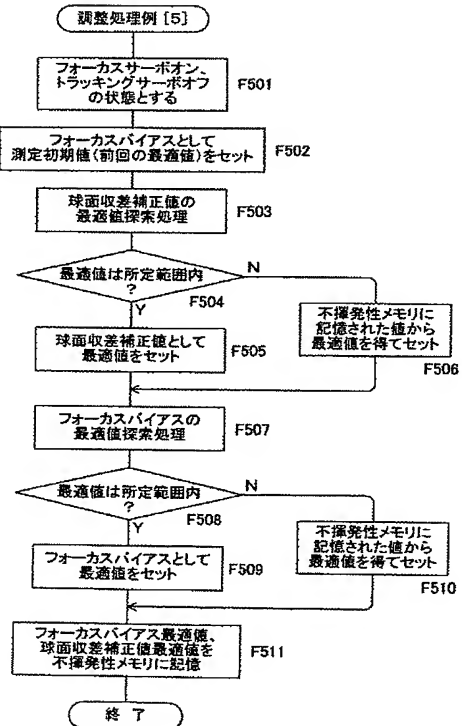 調整処理例［5］
フォーカスサーボオン、
トラッキングサーボオフ
の状態とする
F501
フォーカスバイアスとして
測定初期値（前回の最適値）をセット
F502
球面収差補正値の
最適値探索処理
F503
最適値は所定範囲内
?
N
Y
F504
球面収差補正値として
最適値をセット
F505
不揮発性メモリに
記憶された値から
最適値を得てセット
F506
フォーカスバイアスの
最適値探索処理
F507
最適値は所定範囲内
?
N
Y
F508
フォーカスバイアスとして
最適値をセット
F509
不揮発性メモリに
記憶された値から
最適値を得てセット
F510
フォーカスバイアス最適値、
球面収差補正値最適値を
不揮発性メモリに記憶
F511
終了